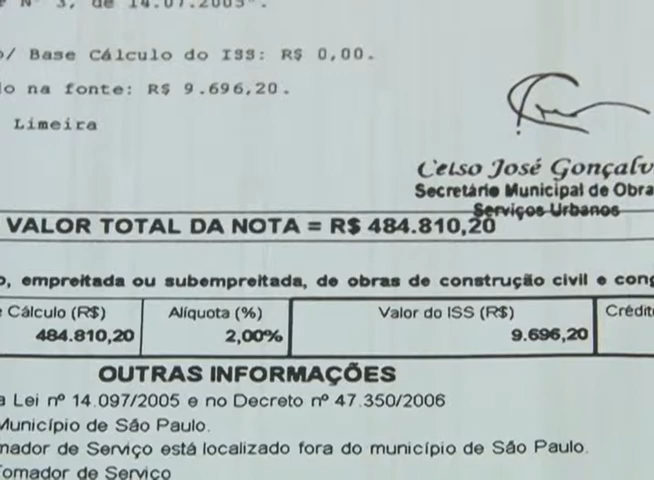 Nº 3, de 14.07.2005".
o/ Base Cálculo do ISS: R$ 0,00.
do na fonte: R$ 9.696,20.
Limeira
Celso José Gonçalv
Secretário Municipal de Obra
Serviços Urbanos
VALOR TOTAL DA NOTA = R$ 484.810,20
o, empreitada ou subempreitada, de obras de construção civil e cong
Cálculo (R$) Alíquota (%) Valor do ISS (R$) Crédito
484.810,20 2,00% 9.696,20
OUTRAS INFORMAÇÕES
a Lei nº 14.097/2005 e no Decreto nº 47.350/2006
Município de São Paulo.
mador de Serviço está localizado fora do município de São Paulo.
Tomador de Serviço